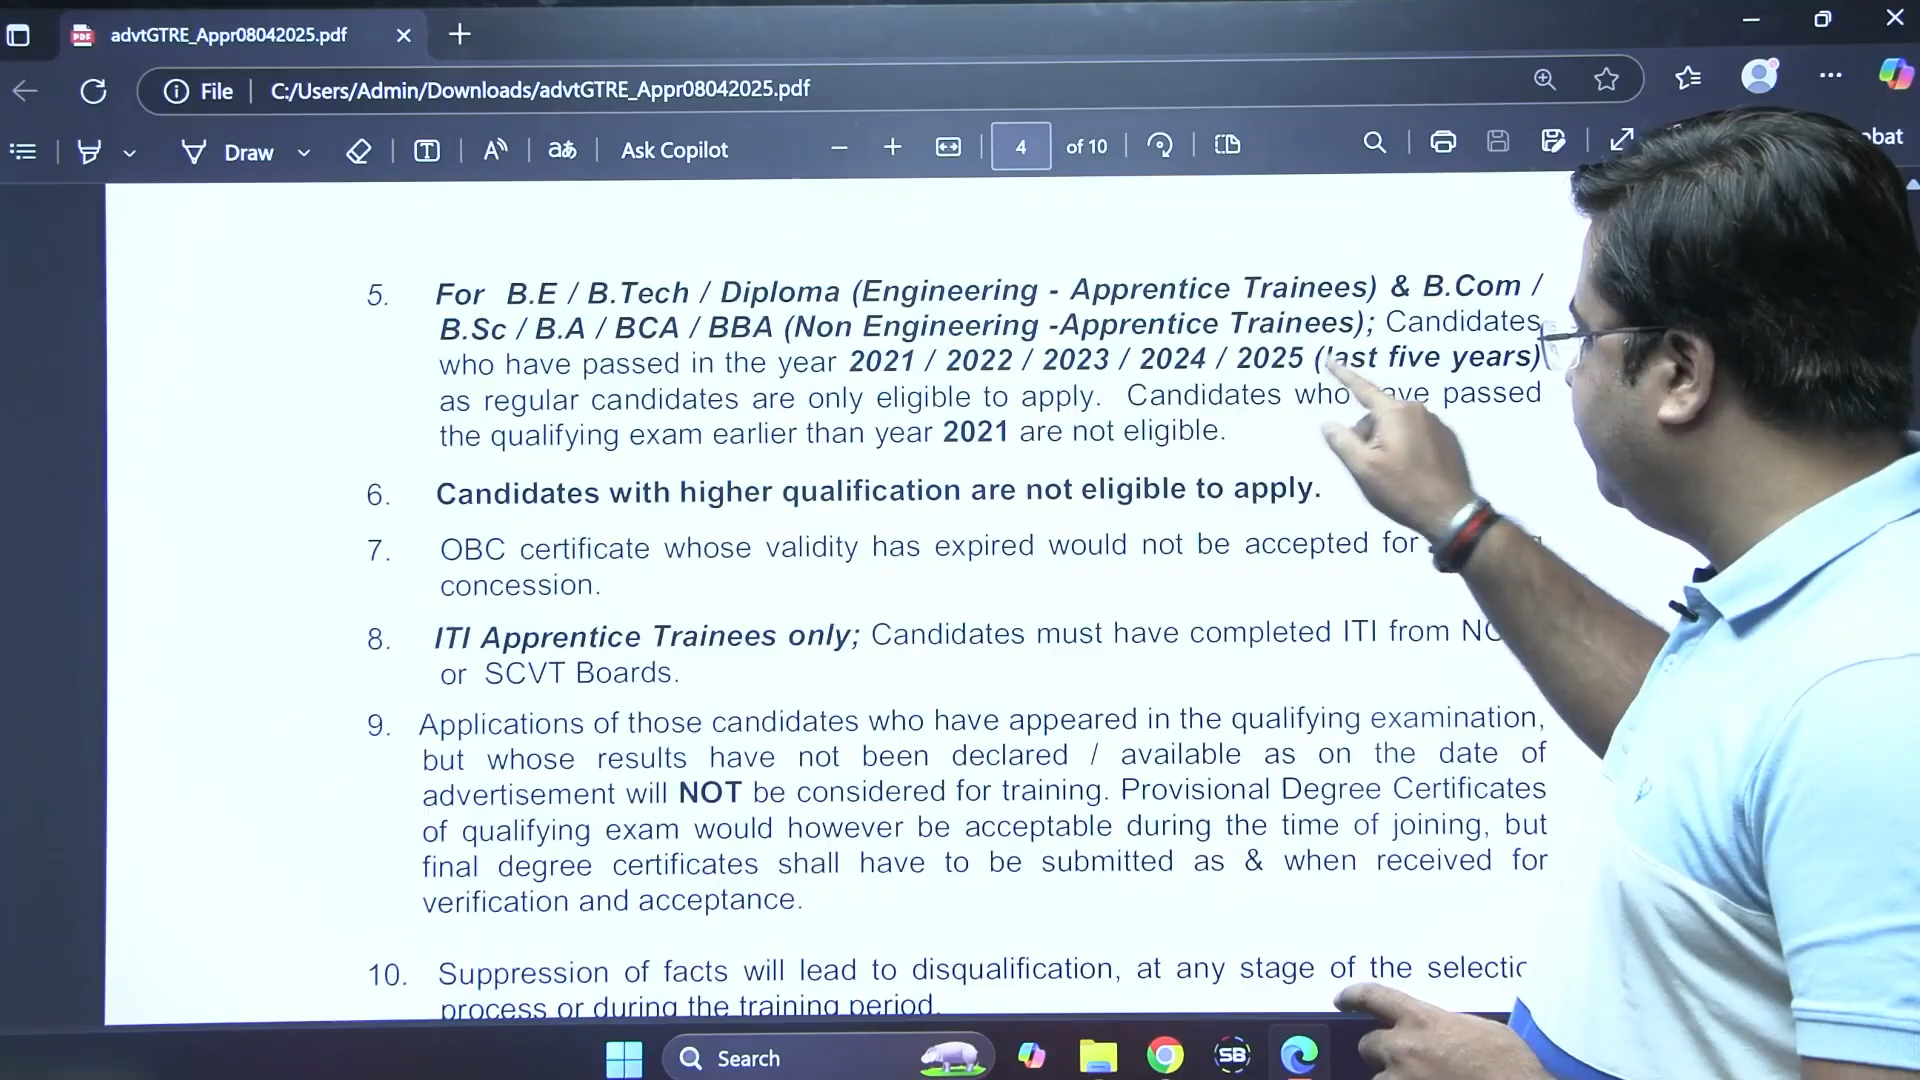 advtGTRE_Appr08042025.pdf
File C:/Users/Admin/Downloads/advtGTRE_Appr08042025.pdf
Draw T A aあ Ask Copilot 4 of 10 obat
5. For B.E / B.Tech / Diploma (Engineering - Apprentice Trainees) & B.Com /
B.Sc / B.A / BCA / BBA (Non Engineering -Apprentice Trainees); Candidates
who have passed in the year 2021 / 2022 / 2023 / 2024 / 2025 (last five years)
as regular candidates are only eligible to apply. Candidates who have passed
the qualifying exam earlier than year 2021 are not eligible.
6. Candidates with higher qualification are not eligible to apply.
7. OBC certificate whose validity has expired would not be accepted for
concession.
8. ITI Apprentice Trainees only; Candidates must have completed ITI from
or SCVT Boards.
9. Applications of those candidates who have appeared in the qualifying examination,
but whose results have not been declared / available as on the date of
advertisement will NOT be considered for training. Provisional Degree Certificates
of qualifying exam would however be acceptable during the time of joining, but
final degree certificates shall have to be submitted as & when received for
verification and acceptance.
10. Suppression of facts will lead to disqualification, at any stage of the selectio
process or during the training period.
Search SB